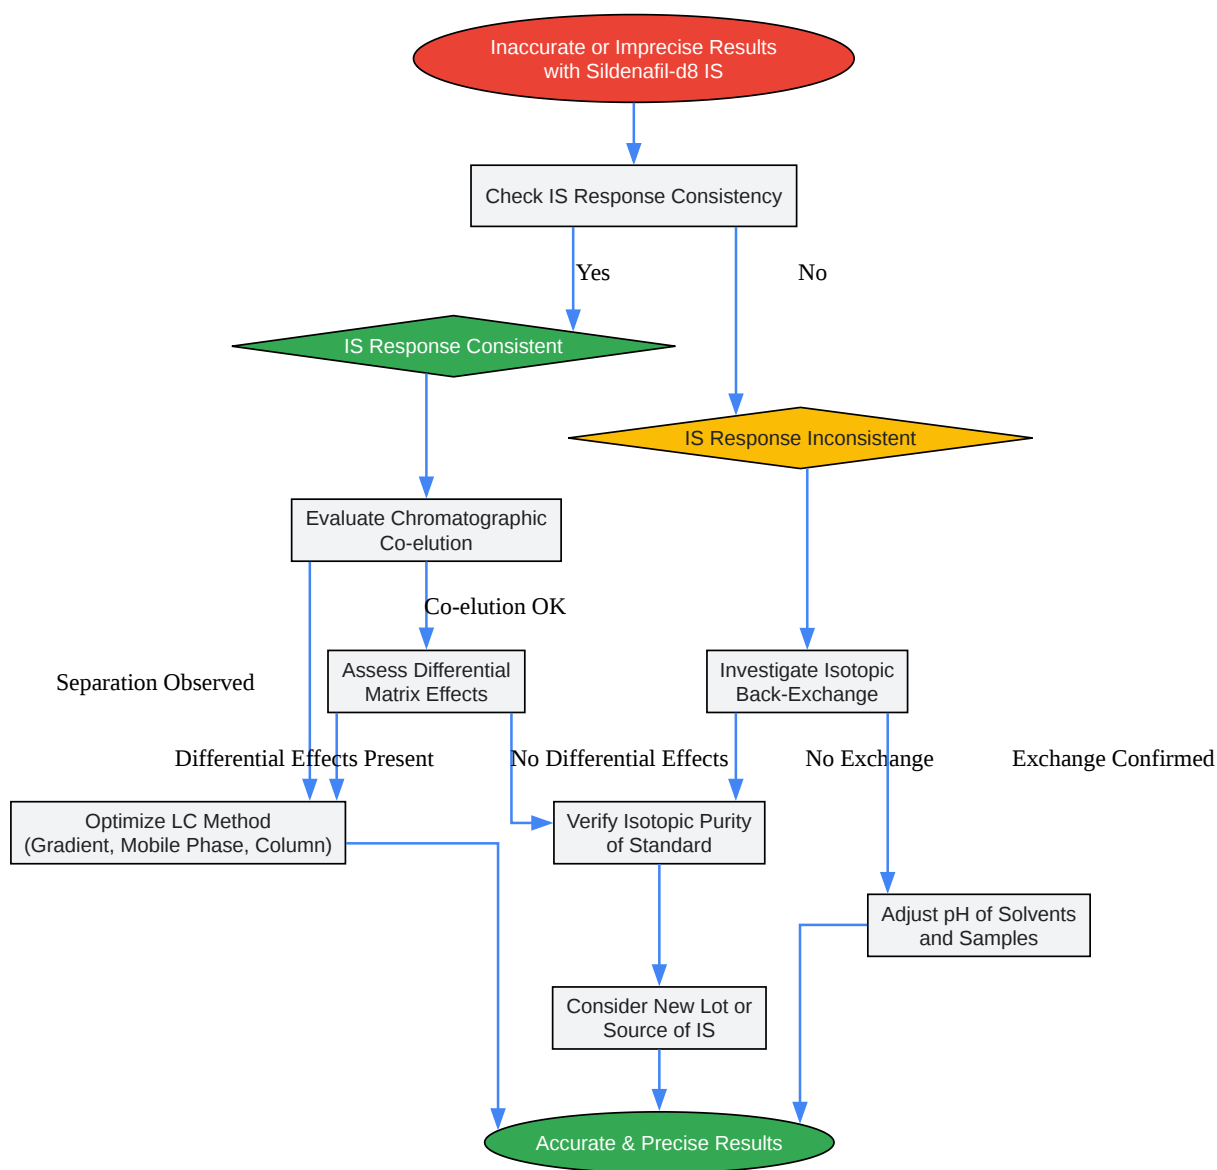 Inaccurate or Imprecise Results
with Sildenafil-d8 IS
Check IS Response Consistency
Yes
No
IS Response Consistent
IS Response Inconsistent
Evaluate Chromatographic
Co-elution
Co-elution OK
Separation Observed
Assess Differential
Matrix Effects
Investigate Isotopic
Back-Exchange
Differential Effects Present
No Differential Effects
No Exchange
Exchange Confirmed
Optimize LC Method
(Gradient, Mobile Phase, Column)
Verify Isotopic Purity
of Standard
Adjust pH of Solvents
and Samples
Consider New Lot or
Source of IS
Accurate & Precise Results